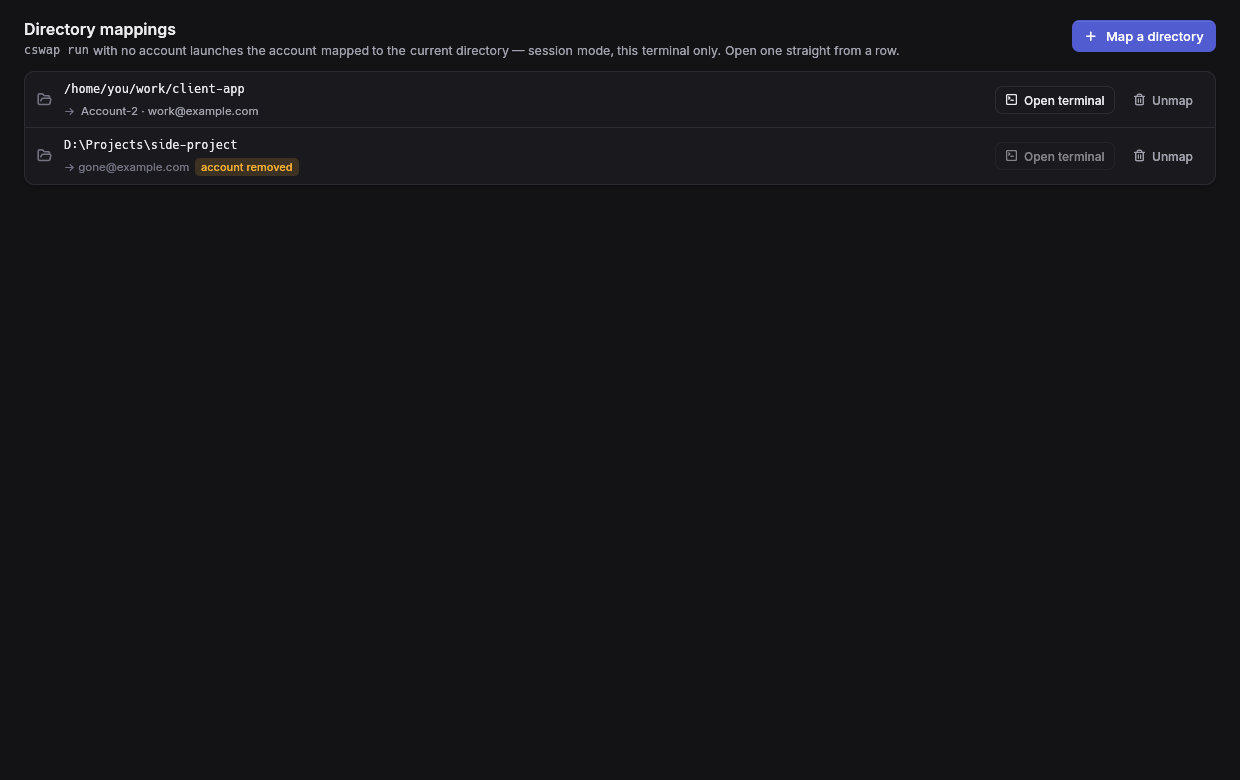 Directory mappings
cswap run with no account launches the account mapped to the current directory — session mode, this terminal only. Open one straight from a row.
+ Map a directory
/home/you/work/client-app
→ Account-2 · work@example.com
Open terminal
Unmap
D:\Projects\side-project
→ gone@example.com account removed
Open terminal
Unmap